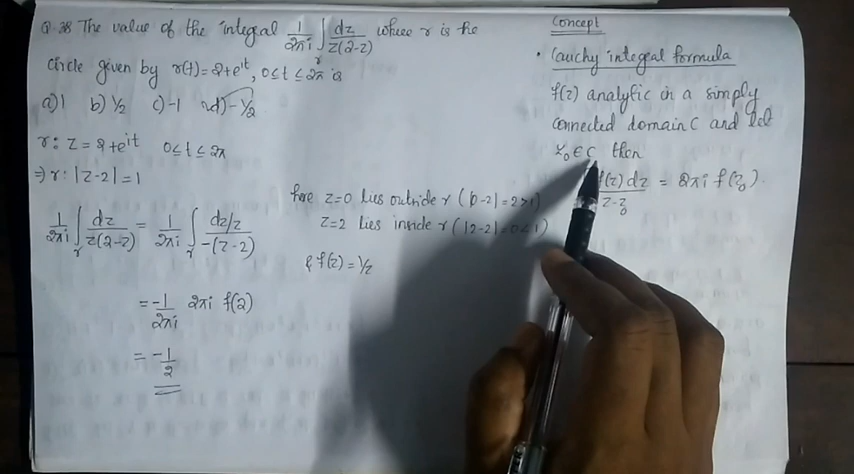 Q.38 The value of the integral 1/2πi ∫γ dz/z(2-z) where γ is the
circle given by γ(t)=2+e^it, 0≤t≤2π is
a) 1 b) 1/2 c) -1 d) -1/2
γ: z=2+e^it 0≤t≤2π
⇒ γ: |z-2|=1
1/2πi ∫γ dz/z(2-z) = 1/2πi ∫γ dz/z/-(z-2)
= -1/2πi 2πi f(2)
= -1/2
here z=0 lies outside γ (|0-2|=2>1)
z=2 lies inside γ (|2-2|=0<1)
& f(z)=1/z
Concept
• Cauchy integral formula
f(z) analytic in a simply
connected domain C and let
z₀∈C then
f(z)dz/z-z₀ = 2πi f(z₀).